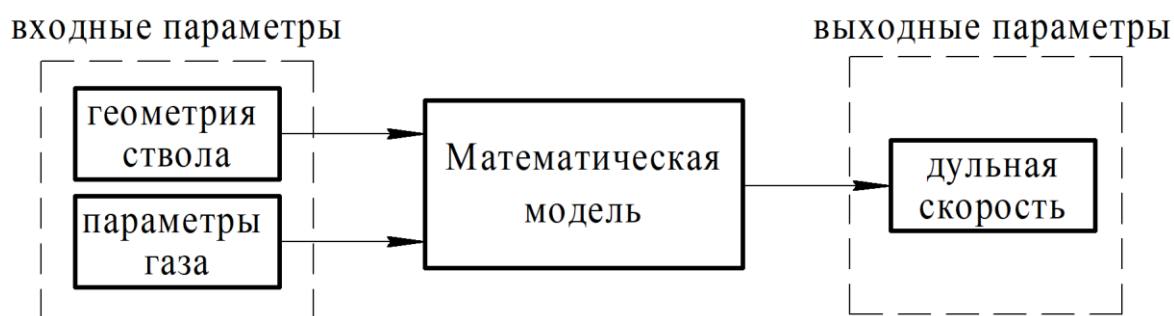 входные параметры
геометрия
ствола
параметры
газа
Математическая
модель
выходные параметры
дульная
скорость